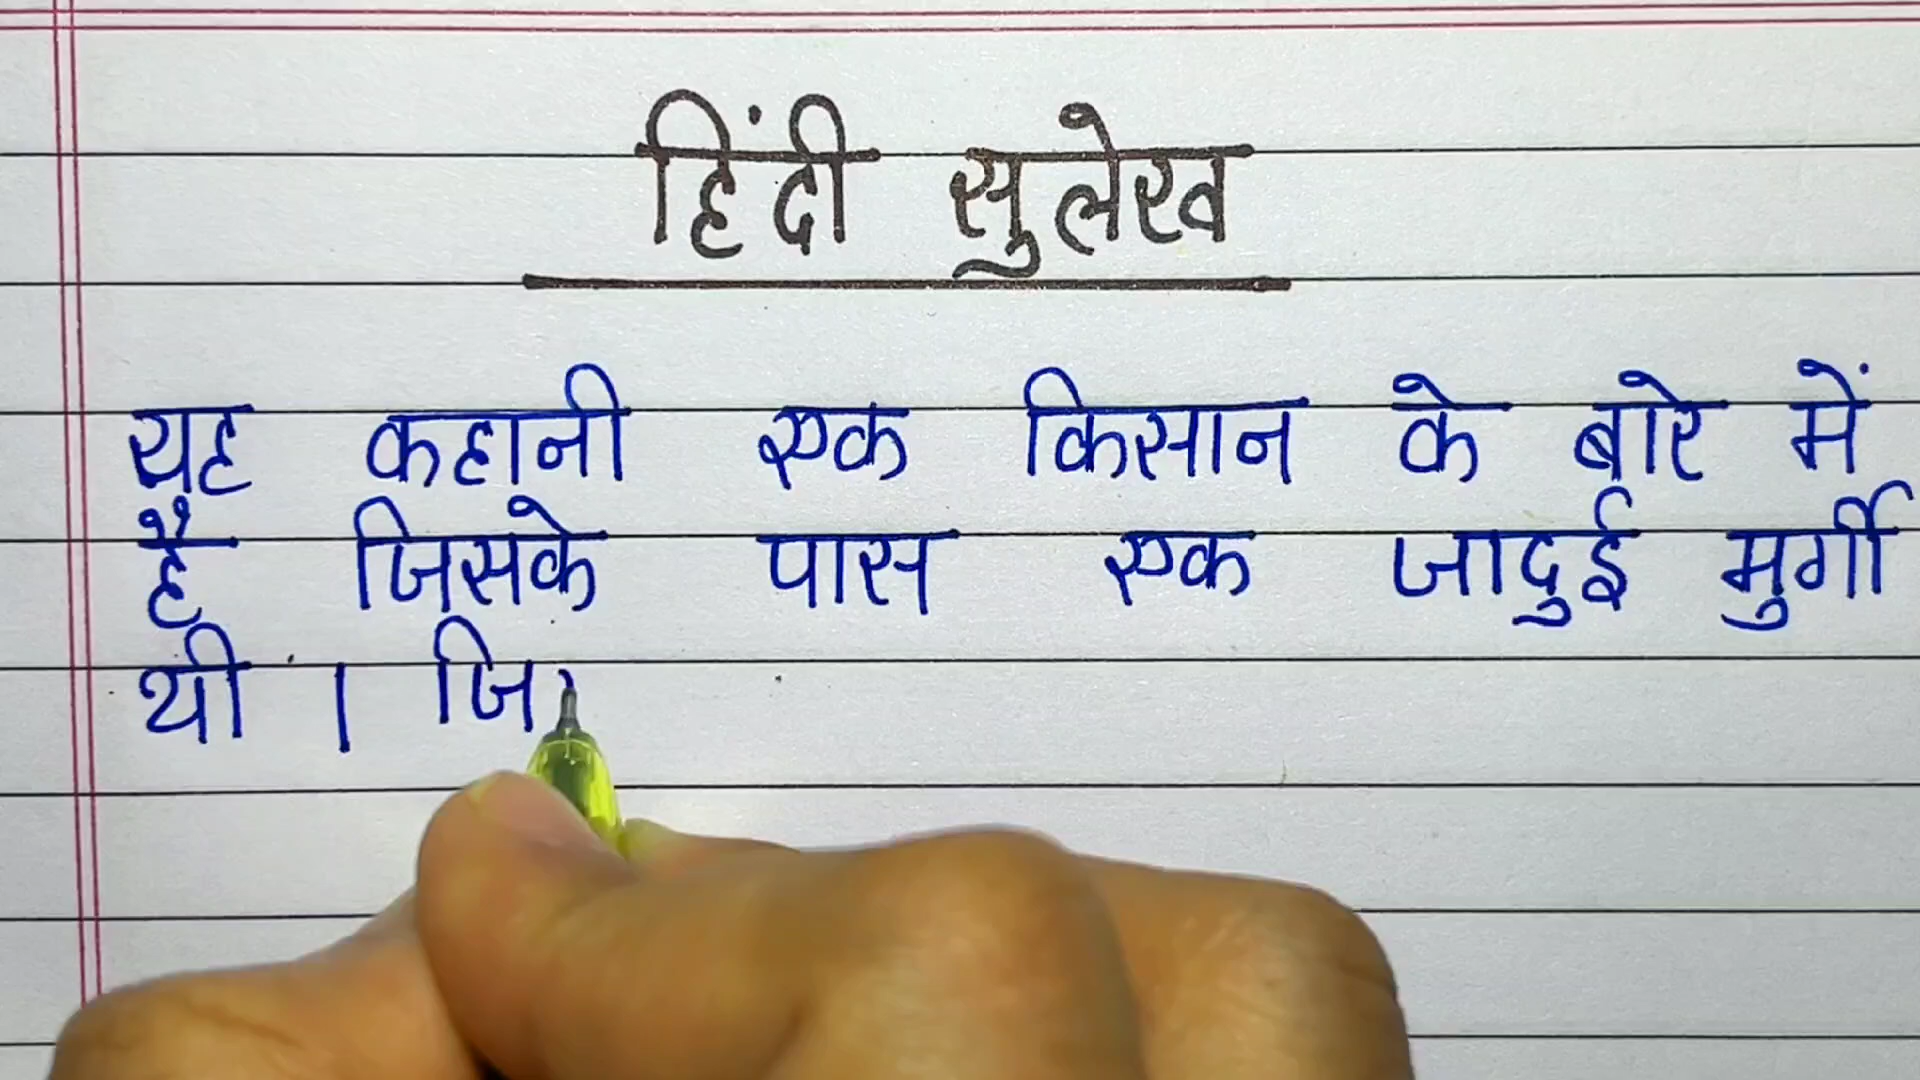 हिंदी सुलेख
यह कहानी एक किसान के बारे में
है जिसके पास एक जादुई मुर्गी
थी । जि